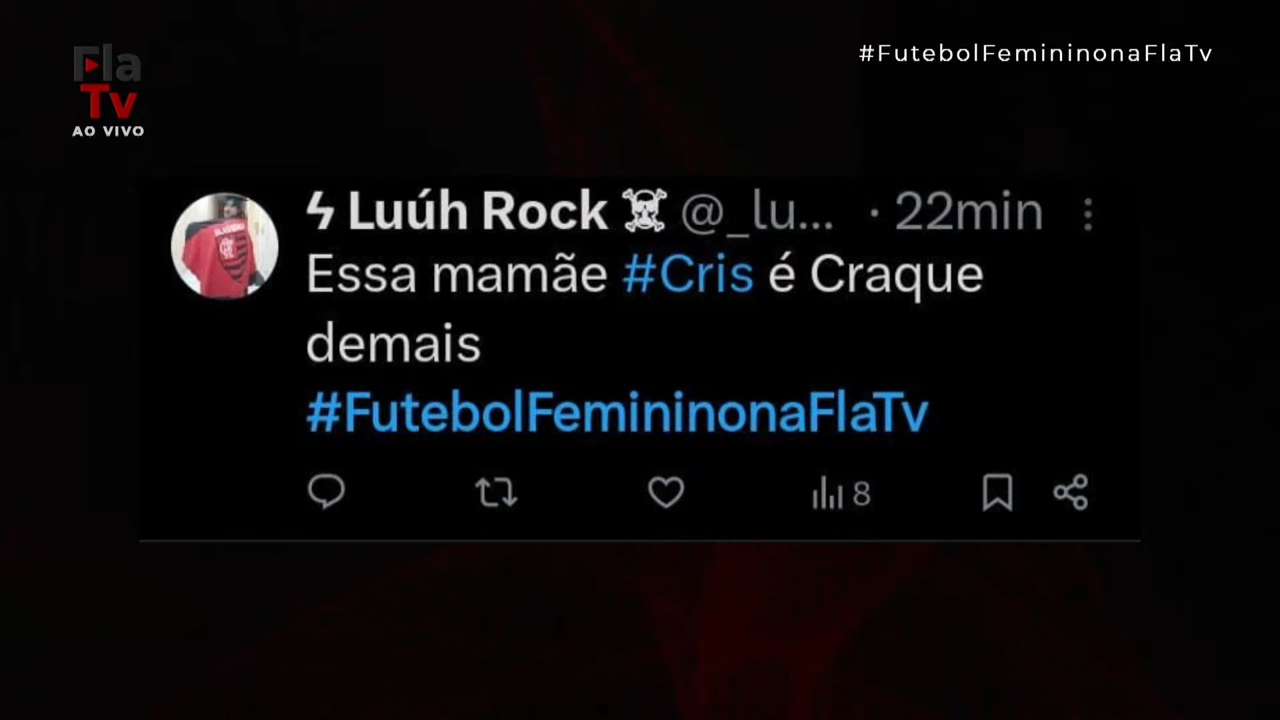 Fla
Tv
AO VIVO
#FutebolFemininonaFlaTv
ϟ Luúh Rock ☠ @_lu... · 22min
Essa mamãe #Cris é Craque
demais
#FutebolFemininonaFlaTv
8